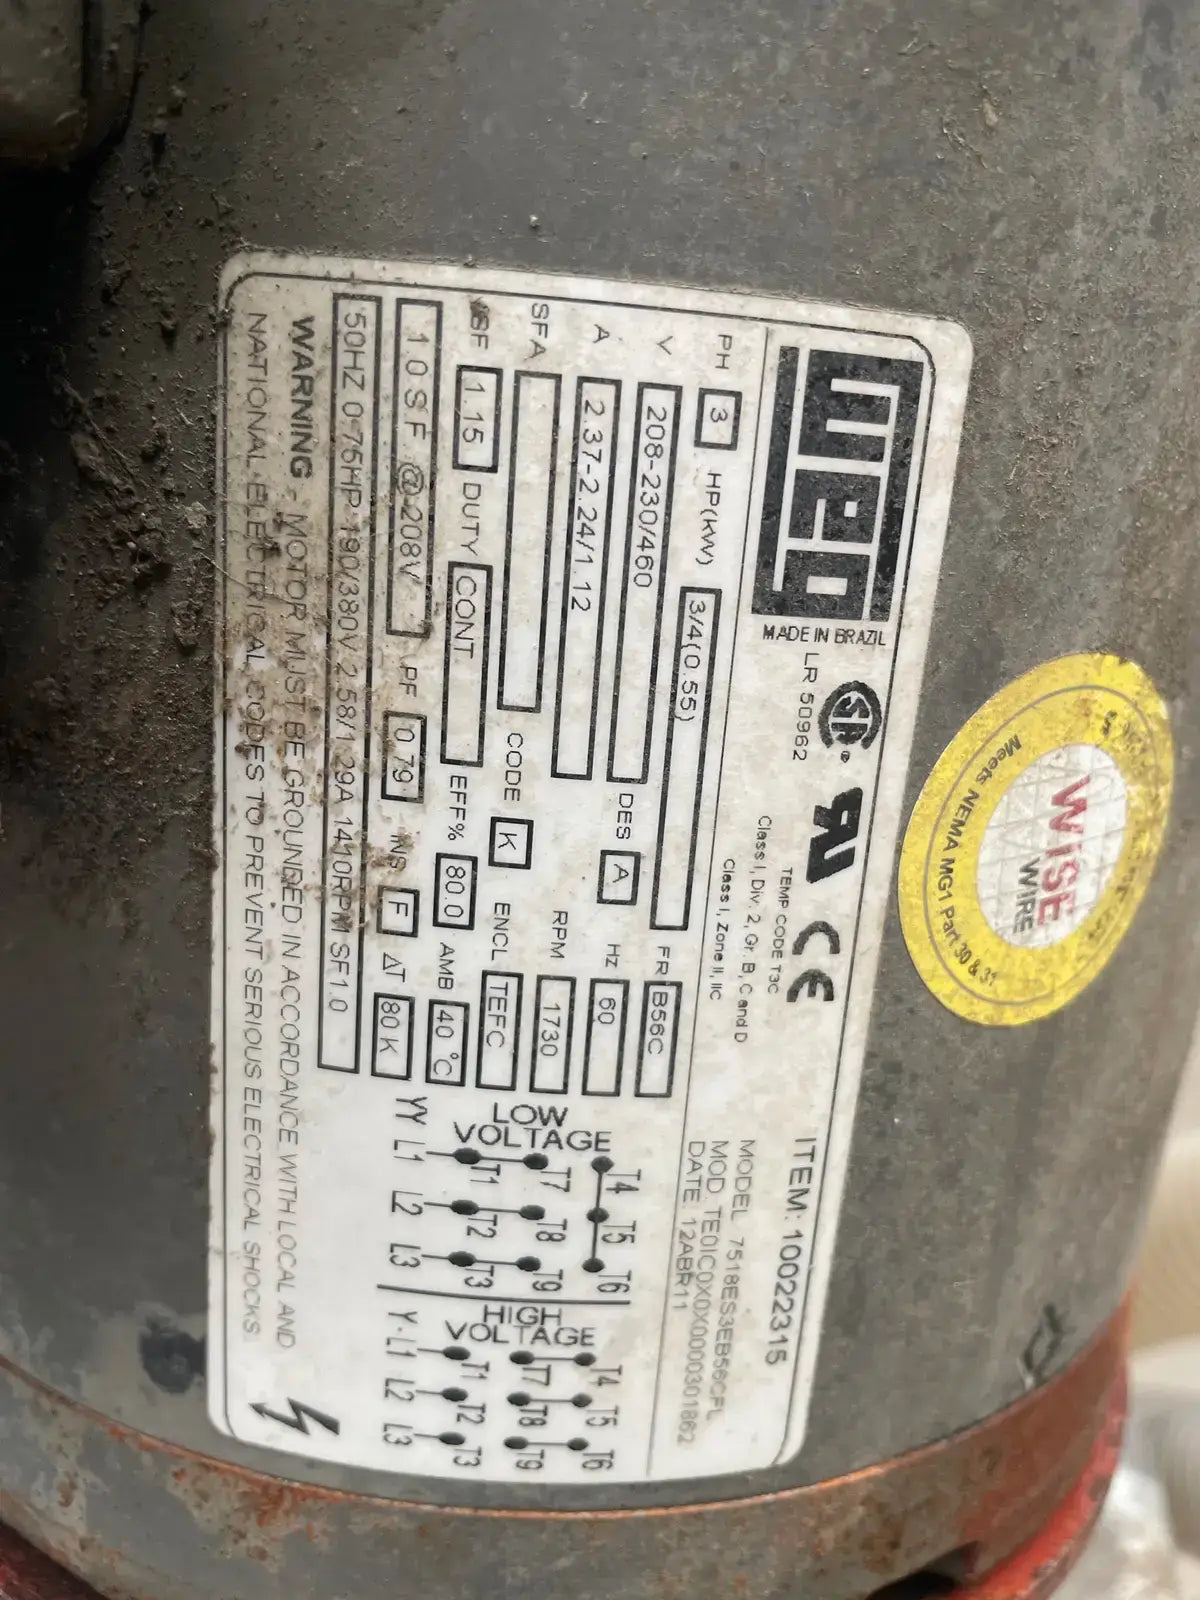 WEG
MADE IN BRAZIL
LR 50962
TEMP CODE T3C
Class I, Div. 2, Gr. B, C and D
Class I, Zone II, IIC
ITEM: 10022315
MODEL 7518ES3EB56CFL
MOD. TE0IC0X0X0000301862
DATE 12ABR11
PH 3 HP(kW) 3/4(0.55) FR B56C
V 208-230/460 DES A Hz 60
A 2.37-2.24/1.12 RPM 1730
SFA CODE K ENCL TEFC
SF 1.15 DUTY CONT. EFF% 80.0 AMB 40°C
1.0 S.F. @ 208V PF 0.79 INS F ΔT 80 K
50HZ 0.75HP 190/380V 2.58/1.29A 1410RPM SF1.0
WARNING - MOTOR MUST BE GROUNDED IN ACCORDANCE WITH LOCAL AND
NATIONAL ELECTRICAL CODES TO PREVENT SERIOUS ELECTRICAL SHOCKS
LOW
VOLTAGE
T4 T5 T6
T7 T8 T9
T1 T2 T3
YY L1 L2 L3
HIGH
VOLTAGE
T4 T5 T6
T7 T8 T9
T1 T2 T3
Y-L1 L2 L3
WISE
WIRE
Meets NEMA MG1 Part 30 & 31